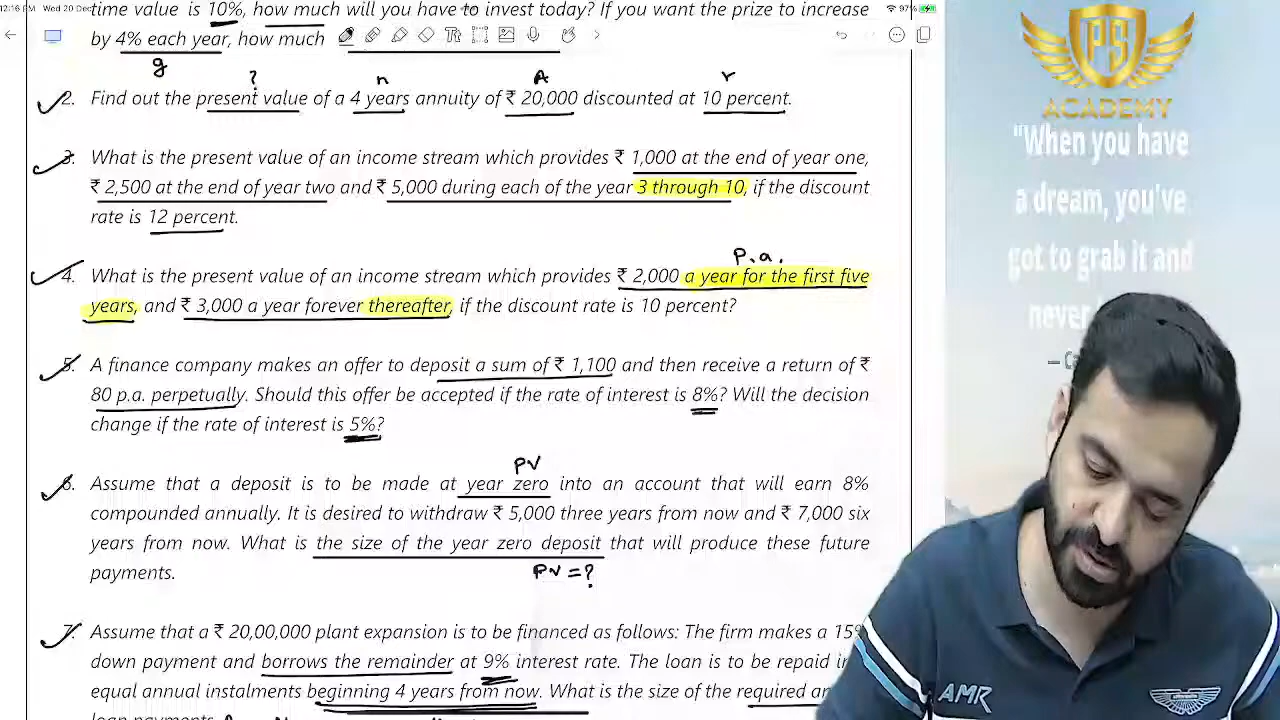 12:16 PM Wed 20 Dec
97%
time value is 10%, how much will you have to invest today? If you want the prize to increase
by 4% each year, how much
g
? n A r
2. Find out the present value of a 4 years annuity of ₹ 20,000 discounted at 10 percent.
3. What is the present value of an income stream which provides ₹ 1,000 at the end of year one,
₹ 2,500 at the end of year two and ₹ 5,000 during each of the year 3 through 10, if the discount
rate is 12 percent.
P.a.
4. What is the present value of an income stream which provides ₹ 2,000 a year for the first five
years, and ₹ 3,000 a year forever thereafter, if the discount rate is 10 percent?
5. A finance company makes an offer to deposit a sum of ₹ 1,100 and then receive a return of ₹
80 p.a. perpetually. Should this offer be accepted if the rate of interest is 8%? Will the decision
change if the rate of interest is 5%?
PV
6. Assume that a deposit is to be made at year zero into an account that will earn 8%
compounded annually. It is desired to withdraw ₹ 5,000 three years from now and ₹ 7,000 six
years from now. What is the size of the year zero deposit that will produce these future
payments.
PV = ?
7. Assume that a ₹ 20,00,000 plant expansion is to be financed as follows: The firm makes a 15%
down payment and borrows the remainder at 9% interest rate. The loan is to be repaid in
equal annual instalments beginning 4 years from now. What is the size of the required
loan payments
PS
ACADEMY
"When you have
a dream, you've
got to grab it and
never
AMR